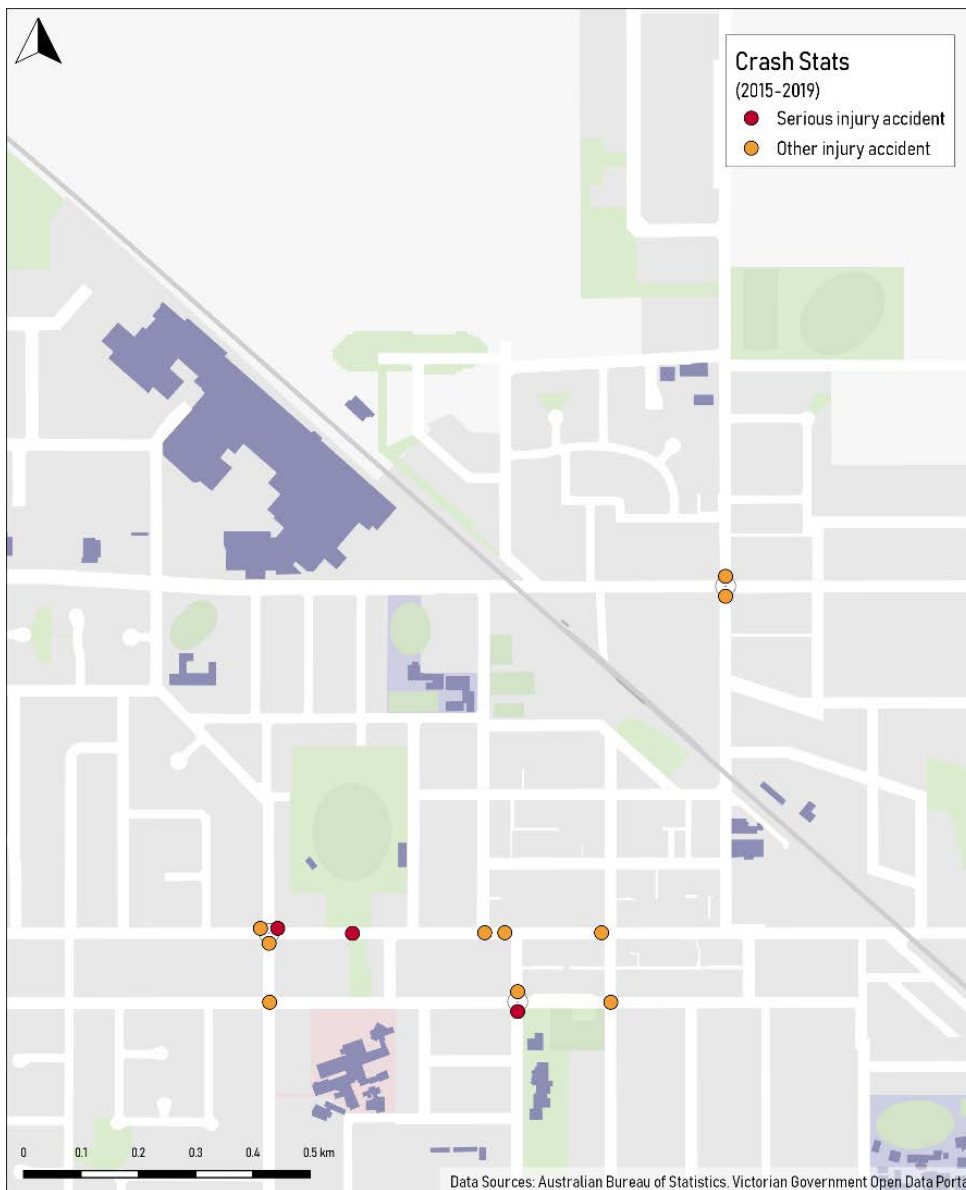 Crash Stats
(2015-2019)
Serious injury accident
Other injury accident
0 0.1 0.2 0.3 0.4 0.5 km
Data Sources: Australian Bureau of Statistics, Victorian Government Open Data Porta